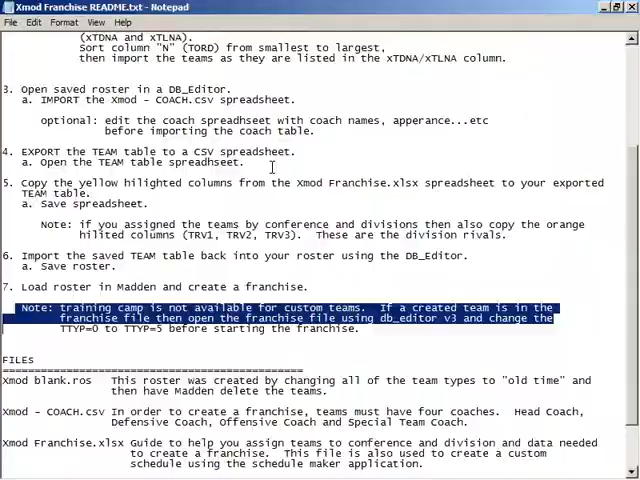 Xmod Franchise README.txt - Notepad
File Edit Format View Help
(xTDNA and xTLNA).
Sort column "N" (TORD) from smallest to largest,
then import the teams as they are listed in the xTDNA/xTLNA column.
3. Open saved roster in a DB_Editor.
a. IMPORT the Xmod - COACH.csv spreadsheet.
optional: edit the coach spreadhseet with coach names, apperance...etc
before importing the coach table.
4. EXPORT the TEAM table to a CSV spreadsheet.
a. Open the TEAM table spreadhseet.
5. Copy the yellow hilighted columns from the Xmod Franchise.xlsx spreadsheet to your exported
TEAM table.
a. Save spreadsheet.
Note: if you assigned the teams by conference and divisions then also copy the orange
hilited columns (TRV1, TRV2, TRV3). These are the division rivals.
6. Import the saved TEAM table back into your roster using the DB_Editor.
a. Save roster.
7. Load roster in Madden and create a franchise.
Note: training camp is not available for custom teams. If a created team is in the
franchise file then open the franchise file using db_editor v3 and change the
TTYP=0 to TTYP=5 before starting the franchise.
FILES
==================================================
Xmod blank.ros This roster was created by changing all of the team types to "old time" and
then have Madden delete the teams.
Xmod - COACH.csv In order to create a franchise, teams must have four coaches. Head Coach,
Defensive Coach, Offensive Coach and Special Team Coach.
Xmod Franchise.xlsx Guide to help you assign teams to conference and division and data needed
to create a franchise. This file is also used to create a custom
schedule using the schedule maker application.